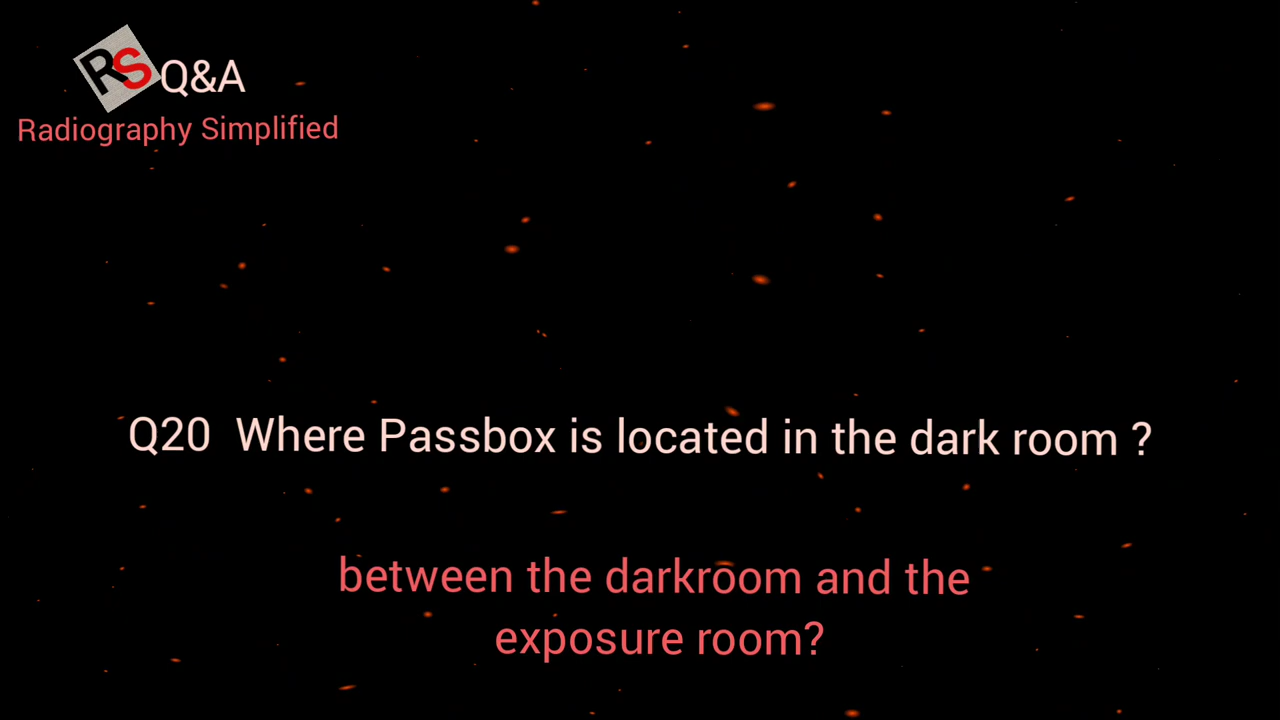 RS Q&A
Radiography Simplified
Q20 Where Passbox is located in the dark room ?
between the darkroom and the
exposure room?